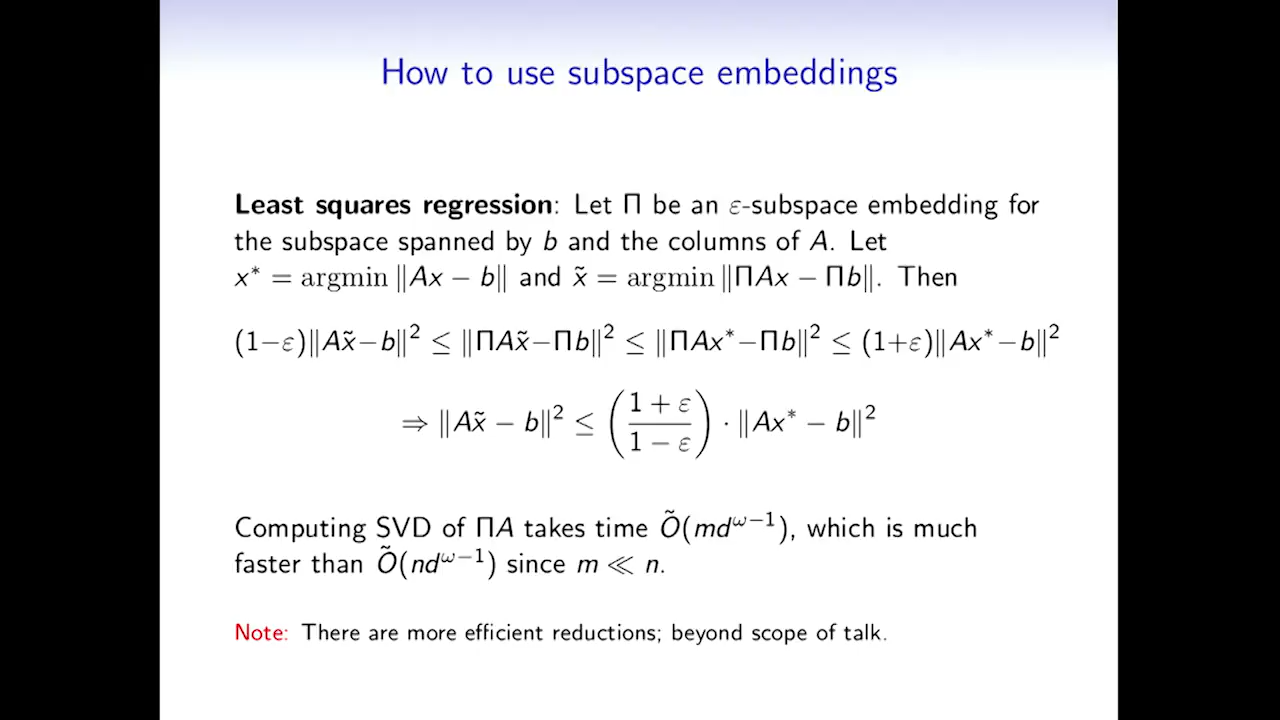 How to use subspace embeddings
Least squares regression: Let Π be an ε-subspace embedding for
the subspace spanned by b and the columns of A. Let
x* = argmin ‖Ax − b‖ and x̃ = argmin ‖ΠAx − Πb‖. Then
(1−ε)‖Ax̃−b‖² ≤ ‖ΠAx̃−Πb‖² ≤ ‖ΠAx*−Πb‖² ≤ (1+ε)‖Ax*−b‖²
⇒ ‖Ax̃ − b‖² ≤ ((1 + ε)/(1 − ε)) · ‖Ax* − b‖²
Computing SVD of ΠA takes time Õ(md^{ω−1}), which is much
faster than Õ(nd^{ω−1}) since m ≪ n.
Note: There are more efficient reductions; beyond scope of talk.